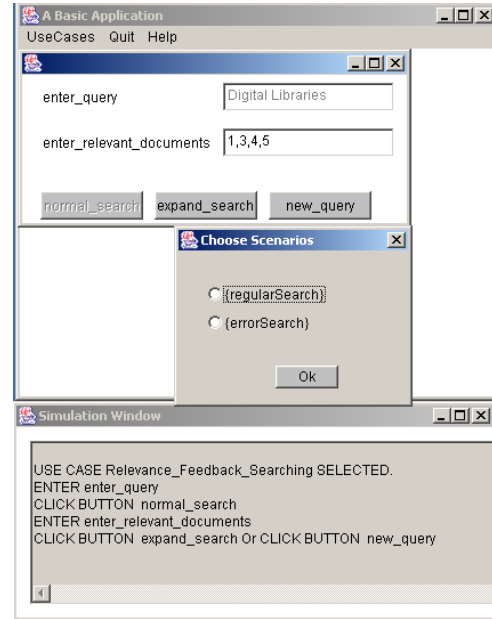 A Basic Application
UseCases Quit Help
enter_query Digital Libraries
enter_relevant_documents 1,3,4,5
normal_search expand_search new_query
Choose Scenarios
{regularSearch}
{errorSearch}
Ok
Simulation Window
USE CASE Relevance_Feedback_Searching SELECTED.
ENTER enter_query
CLICK BUTTON normal_search
ENTER enter_relevant_documents
CLICK BUTTON expand_search Or CLICK BUTTON new_query